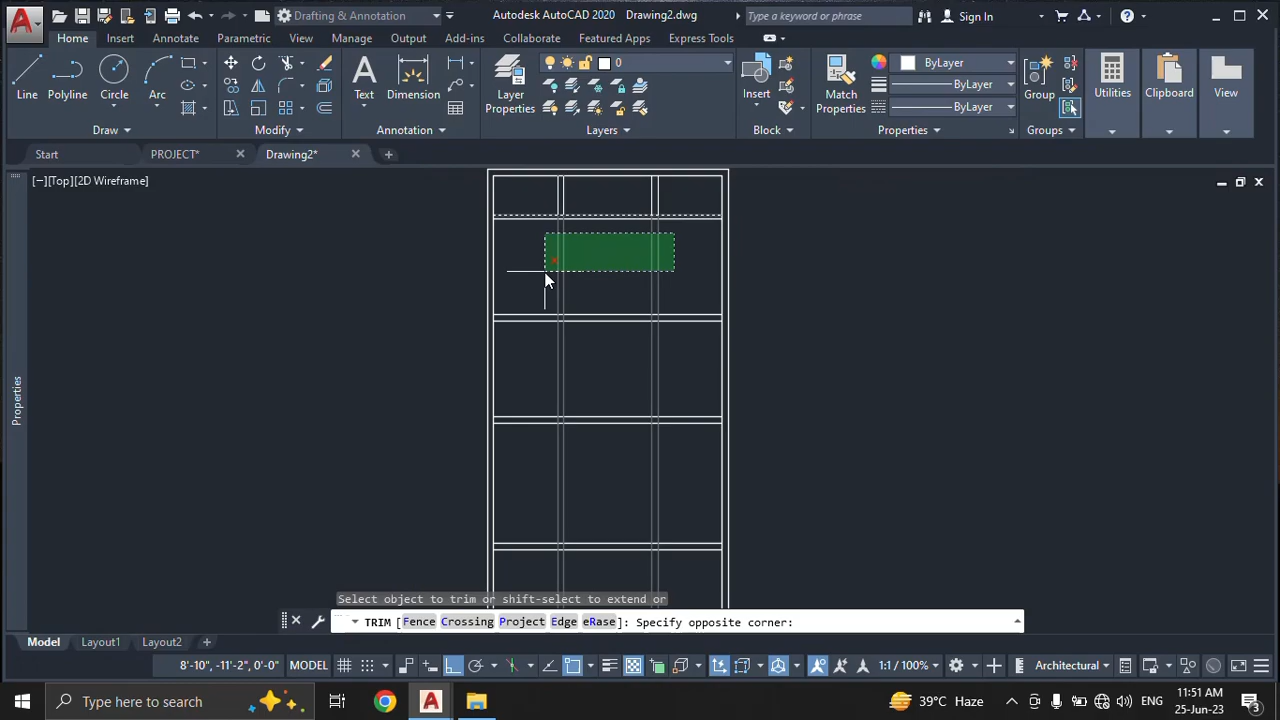 Drafting & Annotation
Autodesk AutoCAD 2020 Drawing2.dwg
Type a keyword or phrase
Sign In
Home Insert Annotate Parametric View Manage Output Add-ins Collaborate Featured Apps Express Tools
Line
Polyline
Circle
Arc
Text
Dimension
Layer Properties
0
Insert
Match Properties
ByLayer
ByLayer
ByLayer
Group
Utilities
Clipboard
View
Draw Modify Annotation Layers Block Properties Groups
Start PROJECT* Drawing2*
[−][Top][2D Wireframe]
Properties
Select object to trim or shift-select to extend or
TRIM [Fence Crossing Project Edge eRase]: Specify opposite corner:
Model Layout1 Layout2
8'-10", -11'-2", 0'-0" MODEL 1:1 / 100% Architectural
Type here to search
39°C Haze
ENG
11:51 AM
25-Jun-23
3